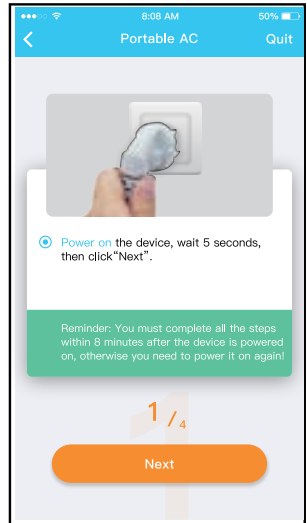 8:08 AM
50%
Portable AC
Quit
Power on the device, wait 5 seconds,
then click“Next”.
Reminder: You must complete all the steps
within 8 minutes after the device is powered
on, otherwise you need to power it on again!
1/4
Next